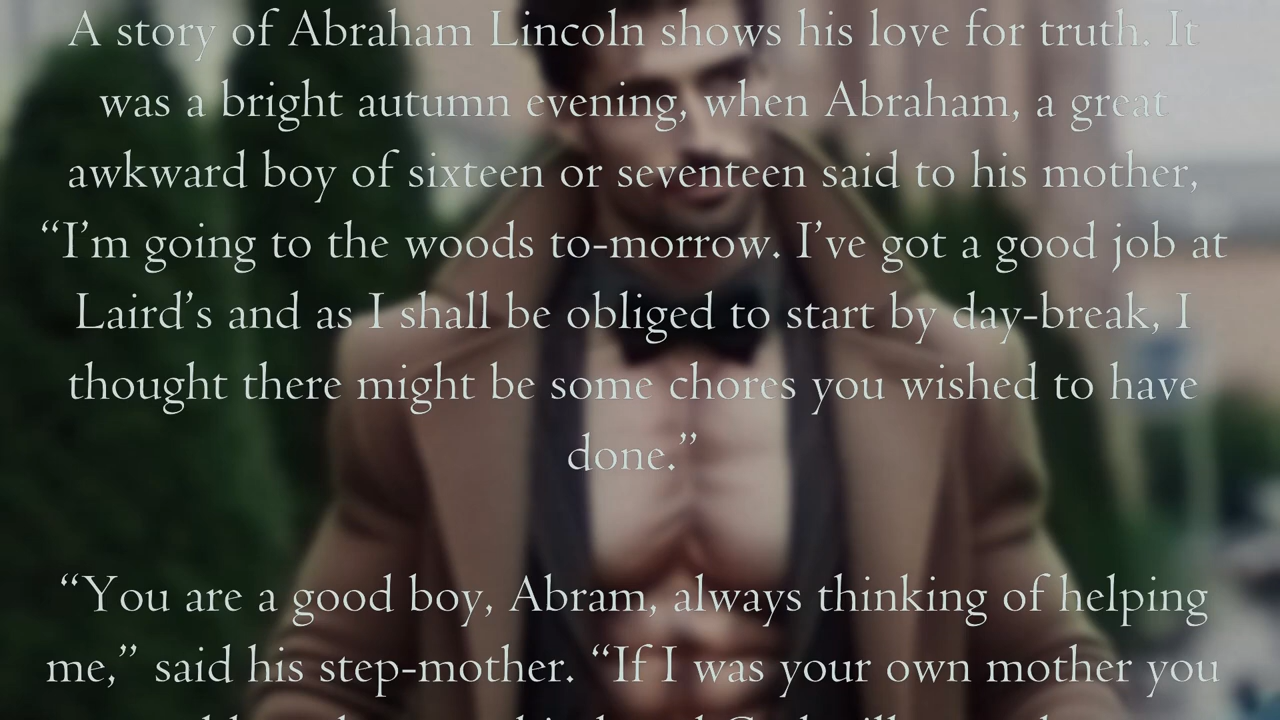 A story of Abraham Lincoln shows his love for truth. It
was a bright autumn evening, when Abraham, a great
awkward boy of sixteen or seventeen said to his mother,
“I’m going to the woods to-morrow. I’ve got a good job at
Laird’s and as I shall be obliged to start by day-break, I
thought there might be some chores you wished to have
done.”
“You are a good boy, Abram, always thinking of helping
me,” said his step-mother. “If I was your own mother you